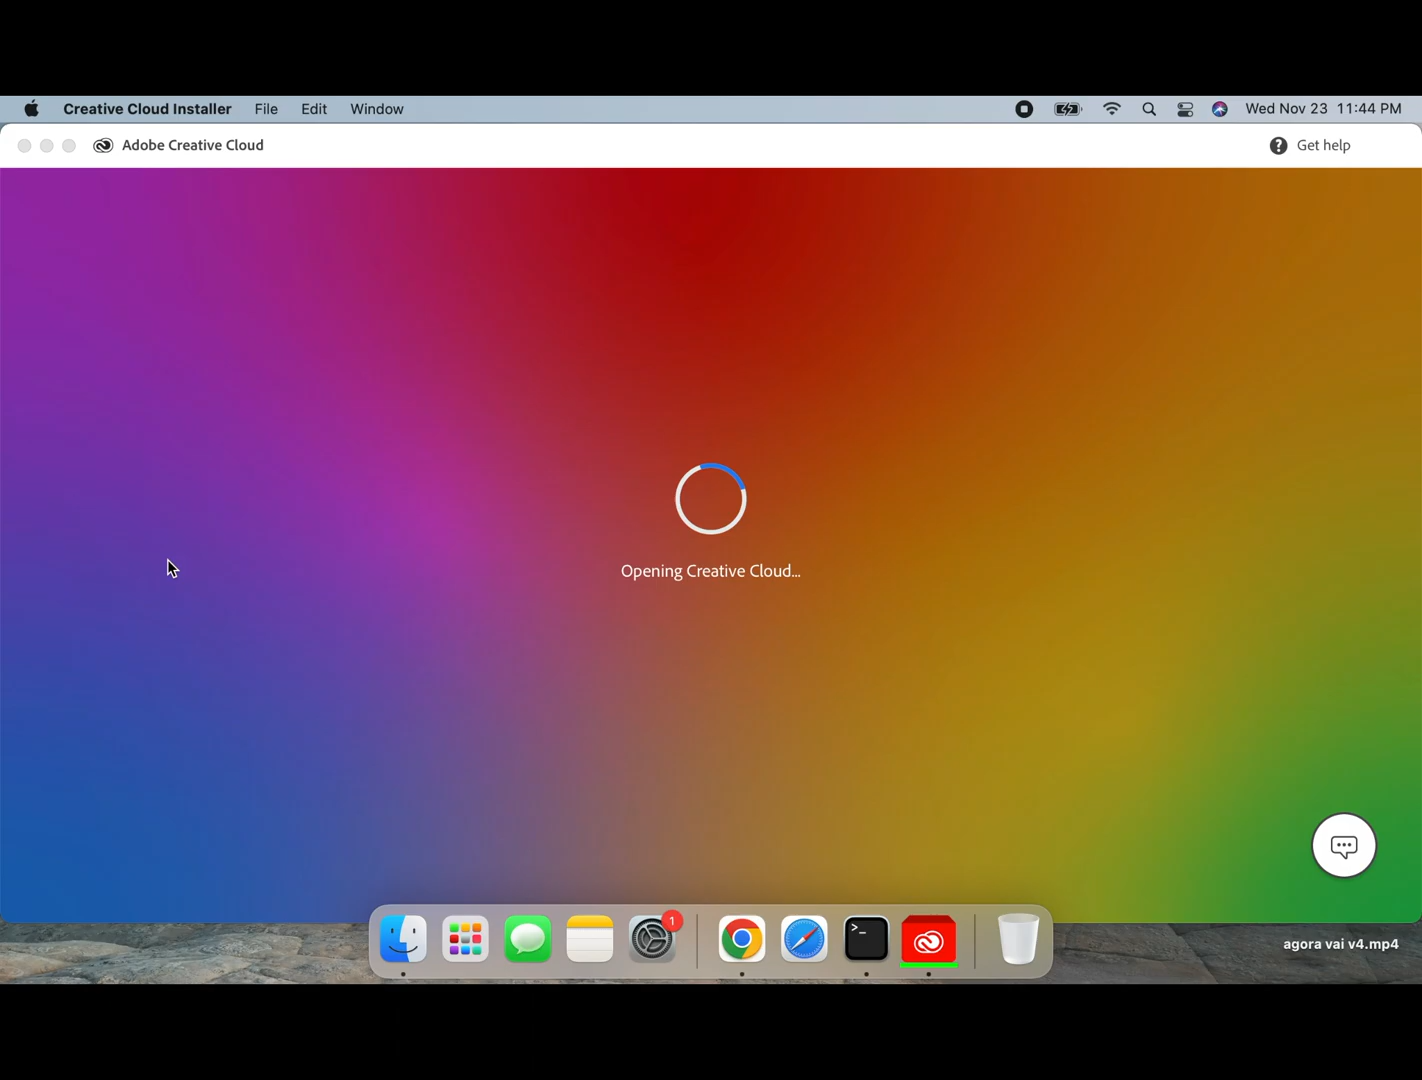 Creative Cloud Installer File Edit Window Wed Nov 23 11:44 PM
Adobe Creative Cloud ? Get help
Opening Creative Cloud...
1
>_
agora vai v4.mp4